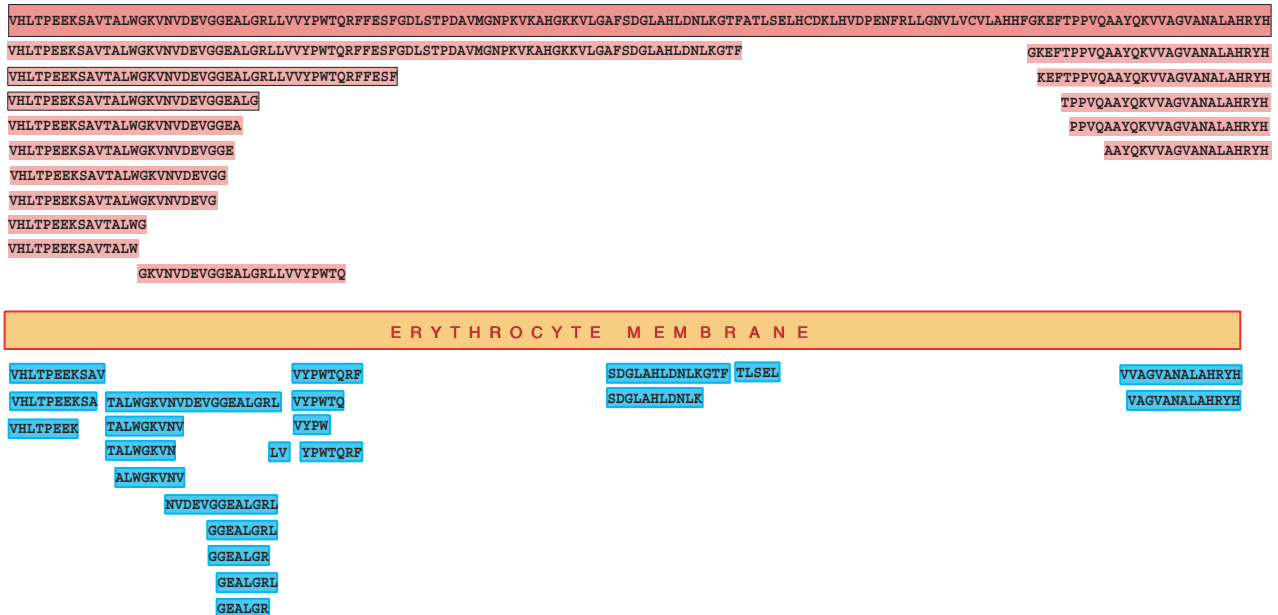 VHLTPEEKSAVTALWGKVNVDEVGGEALGRLLVVYPWTQRFFESFGDLSTPDAVMGNPKVKAHGKKVLGAFSDGLAHLDNLKGTFATLSELHCDKLHVDPENFRLLGNVLVCVLAHHFGKEFTPPVQAAYQKVVAGVANALAHRYH
VHLTPEEKSAVTALWGKVNVDEVGGEALGRLLVVYPWTQRFFESFGDLSTPDAVMGNPKVKAHGKKVLGAFSDGLAHLDNLKGTF GKEFTPPVQAAYQKVVAGVANALAHRYH
VHLTPEEKSAVTALWGKVNVDEVGGEALGRLLVVYPWTQRFFESF KEFTPPVQAAYQKVVAGVANALAHRYH
VHLTPEEKSAVTALWGKVNVDEVGGEALG TPPVQAAYQKVVAGVANALAHRYH
VHLTPEEKSAVTALWGKVNVDEVGGEA PPVQAAYQKVVAGVANALAHRYH
VHLTPEEKSAVTALWGKVNVDEVGGE AAYQKVVAGVANALAHRYH
VHLTPEEKSAVTALWGKVNVDEVGG
VHLTPEEKSAVTALWGKVNVDEVG
VHLTPEEKSAVTALWG
VHLTPEEKSAVTALW
GKVNVDEVGGEALGRLLVVYPWTQ
ERYTHROCYTE MEMBRANE
VHLTPEEKSAV VYPWTQRF SDGLAHLDNLKGTF TLSEL VVAGVANALAHRYH
VHLTPEEKSA TALWGKVNVDEVGGEALGRL VYPWTQ SDGLAHLDNLK VAGVANALAHRYH
VHLTPEEK TALWGKVNV VYPW
TALWGKVN LV YPWTQRF
ALWGKVNV
NVDEVGGEALGRL
GGEALGRL
GGEALGR
GEALGRL
GEALGR